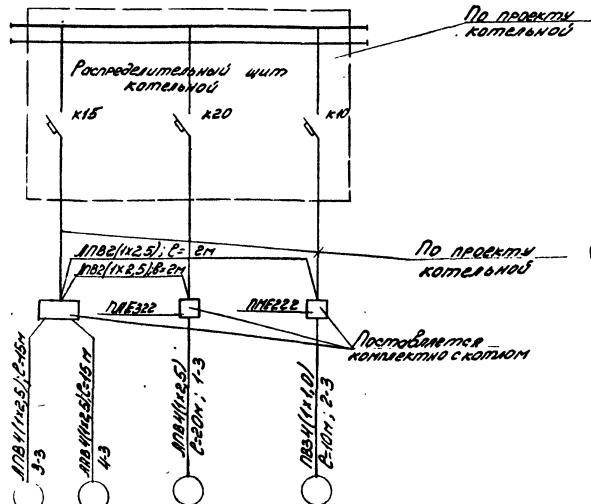 По проекту
котельной
Распределительный щит
котельной
к15
к20
к10
АПВ2(1х2,5); ℓ= 2м
АПВ2(1х2,5); ℓ=2м
По проекту
котельной
ПАЕ322
ПМЕ222
Поставляется
комплектно с котлом
АПВ4(1х2,5); ℓ=15м
3-3
АПВ4(1х2,5) ℓ=15м
4-3
АПВ4(1х2,5)
ℓ=20м; 1-3
ПВ3-4(1х1,0)
ℓ=10м; 2-3